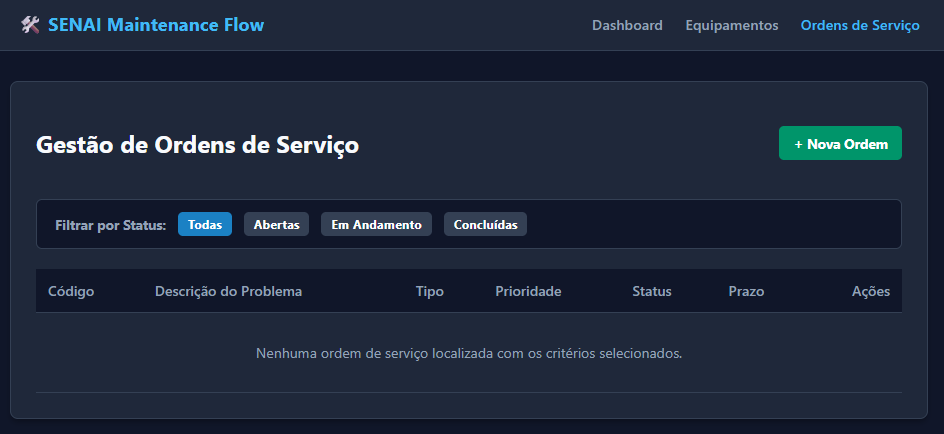 SENAI Maintenance Flow
Dashboard Equipamentos Ordens de Serviço
Gestão de Ordens de Serviço
+ Nova Ordem
Filtrar por Status: Todas Abertas Em Andamento Concluídas
Código Descrição do Problema Tipo Prioridade Status Prazo Ações
Nenhuma ordem de serviço localizada com os critérios selecionados.